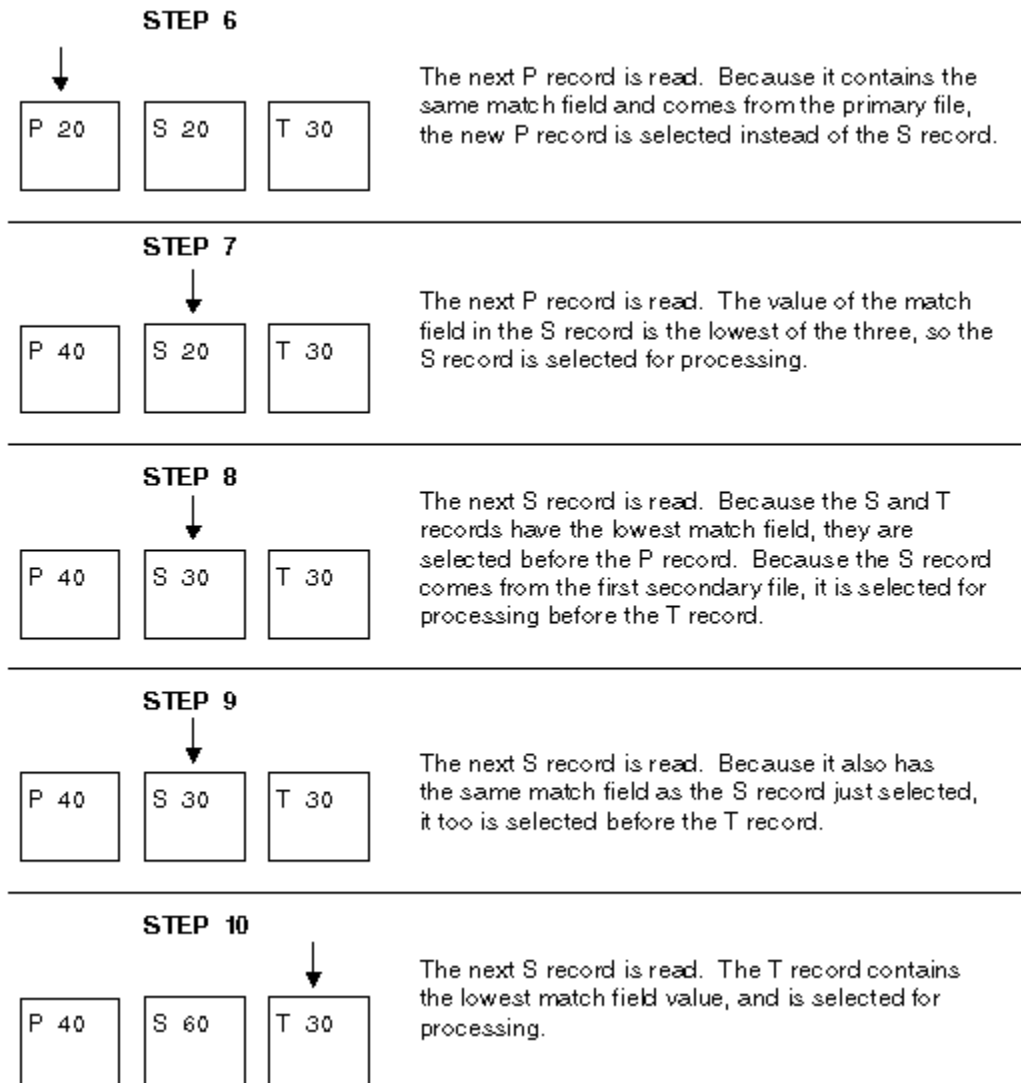 STEP 6
P 20
S 20
T 30
The next P record is read. Because it contains the
same match field and comes from the primary file,
the new P record is selected instead of the S record.
STEP 7
P 40
S 20
T 30
The next P record is read. The value of the match
field in the S record is the lowest of the three, so the
S record is selected for processing.
STEP 8
P 40
S 30
T 30
The next S record is read. Because the S and T
records have the lowest match field, they are
selected before the P record. Because the S record
comes from the first secondary file, it is selected for
processing before the T record.
STEP 9
P 40
S 30
T 30
The next S record is read. Because it also has
the same match field as the S record just selected,
it too is selected before the T record.
STEP 10
P 40
S 60
T 30
The next S record is read. The T record contains
the lowest match field value, and is selected for
processing.